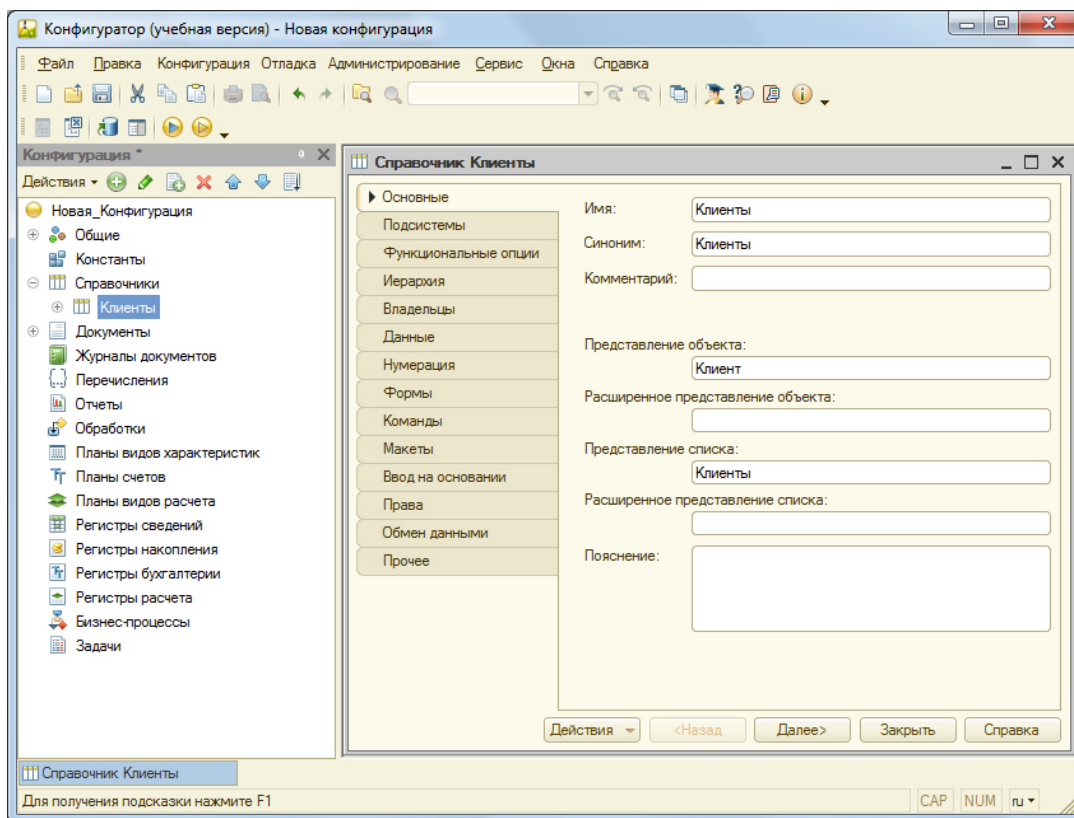 Конфигуратор (учебная версия) - Новая конфигурация
Файл Правка Конфигурация Отладка Администрирование Сервис Окна Справка
Конфигурация *
Действия
Новая_Конфигурация
Общие
Константы
Справочники
Клиенты
Документы
Журналы документов
Перечисления
Отчеты
Обработки
Планы видов характеристик
Планы счетов
Планы видов расчета
Регистры сведений
Регистры накопления
Регистры бухгалтерии
Регистры расчета
Бизнес-процессы
Задачи
Справочник Клиенты
Основные
Подсистемы
Функциональные опции
Иерархия
Владельцы
Данные
Нумерация
Формы
Команды
Макеты
Ввод на основании
Права
Обмен данными
Прочее
Имя: Клиенты
Синоним: Клиенты
Комментарий:
Представление объекта:
Клиент
Расширенное представление объекта:
Представление списка:
Клиенты
Расширенное представление списка:
Пояснение:
Действия <Назад Далее> Закрыть Справка
Справочник Клиенты
Для получения подсказки нажмите F1 CAP NUM ru